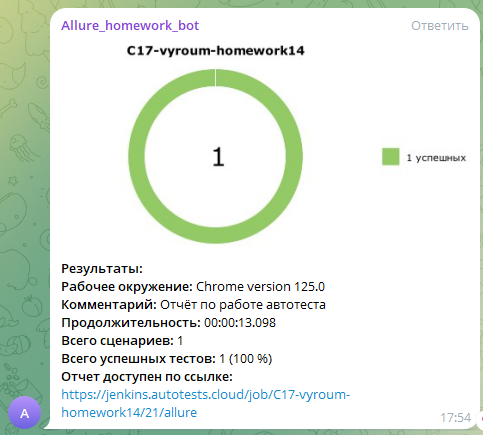 Allure_homework_bot
Ответить
C17-vyroum-homework14
1
1 успешных
Результаты:
Рабочее окружение: Chrome version 125.0
Комментарий: Отчёт по работе автотеста
Продолжительность: 00:00:13.098
Всего сценариев: 1
Всего успешных тестов: 1 (100 %)
Отчет доступен по ссылке:
https://jenkins.autotests.cloud/job/C17-vyroum-
homework14/21/allure
A
17:54